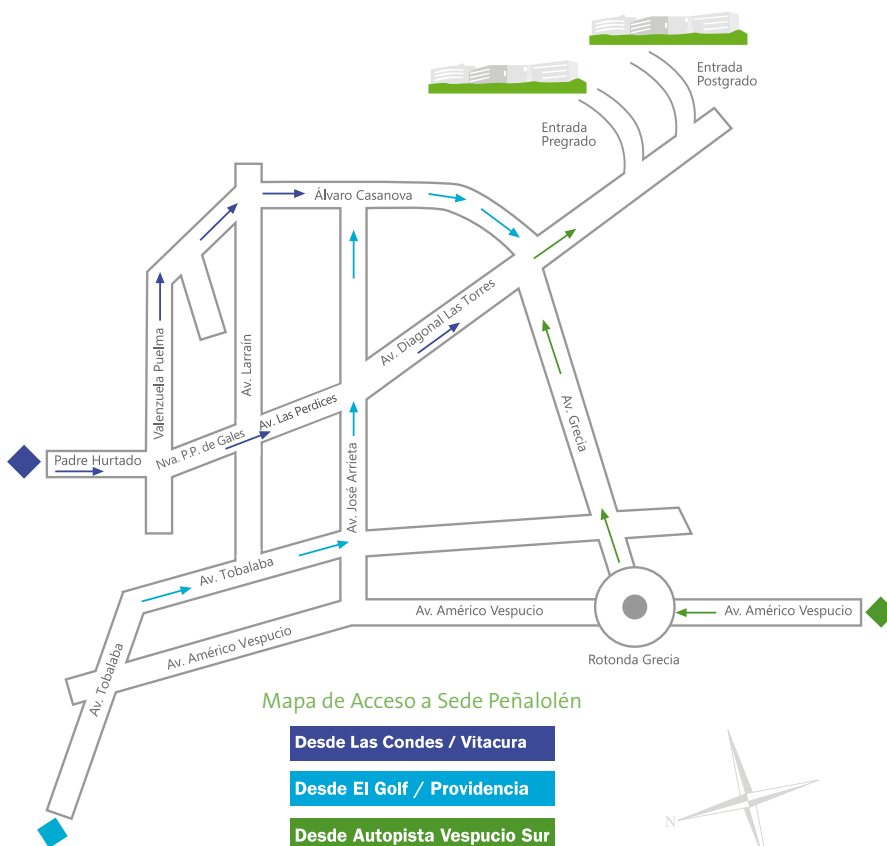 Entrada
Postgrado
Entrada
Pregrado
Álvaro Casanova
Av. Diagonal Las Torres
Valenzuela Puelma
Av. Larraín
Av. Las Perdices
Nva. P.P. de Gales
Av. Grecia
Padre Hurtado
Av. José Arrieta
Av. Tobalaba
Av. Américo Vespucio
Av. Américo Vespucio
Av. Américo Vespucio
Rotonda Grecia
Av. Tobalaba
Mapa de Acceso a Sede Peñalolén
Desde Las Condes / Vitacura
Desde El Golf / Providencia
Desde Autopista Vespucio Sur
N